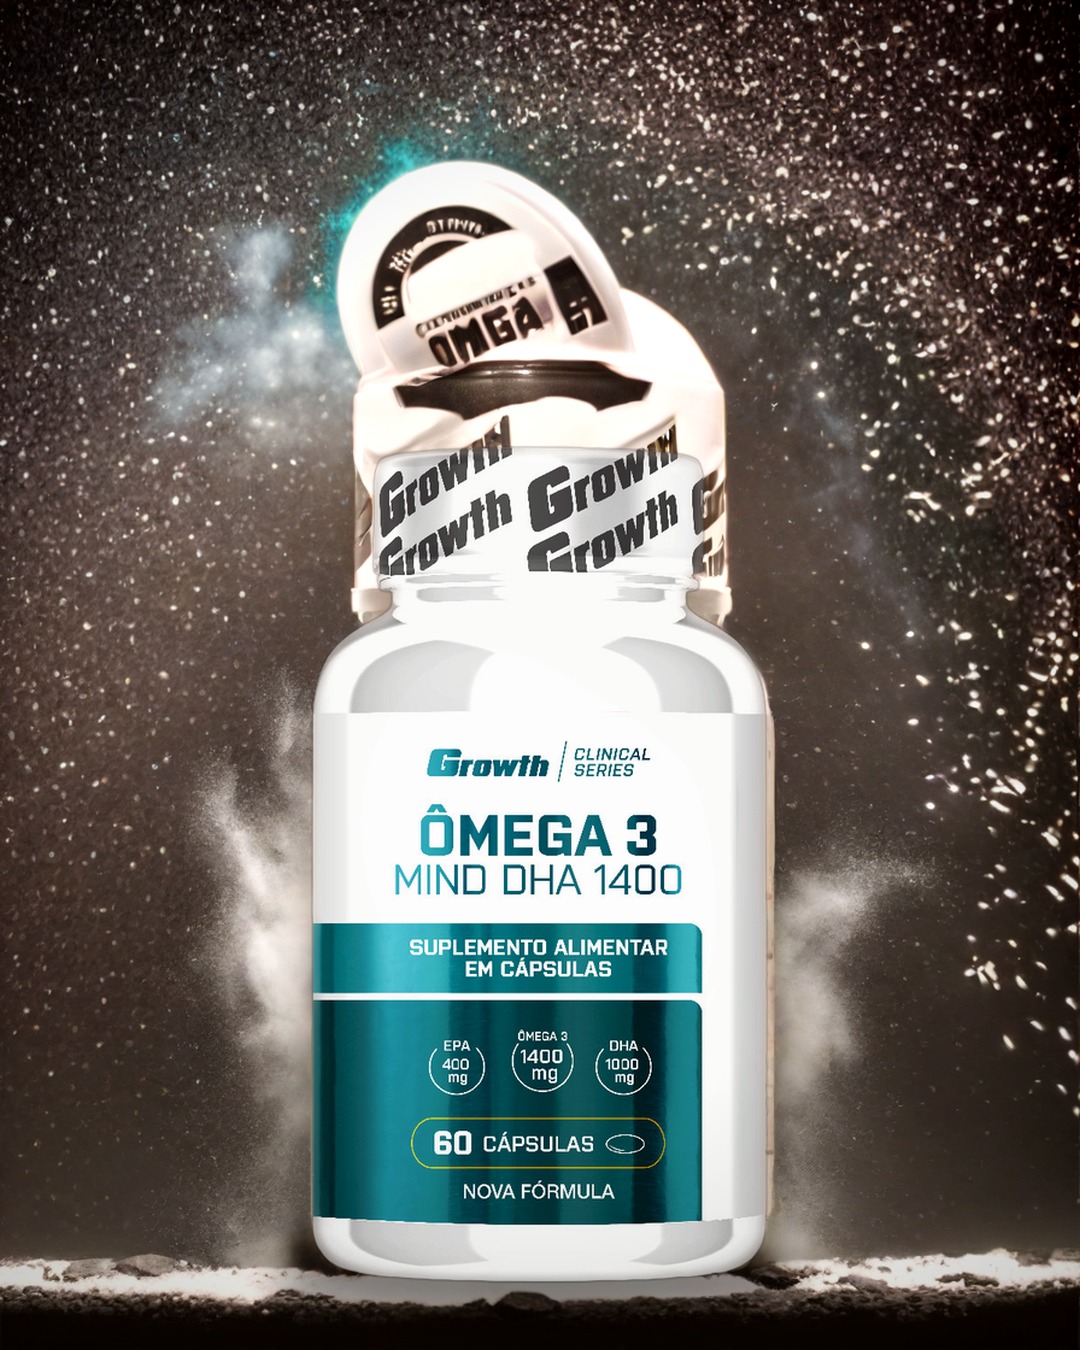 OMGA
Growth Growth
Growth Growth
Growth CLINICAL
SERIES
ÔMEGA 3
MIND DHA 1400
SUPLEMENTO ALIMENTAR
EM CÁPSULAS
EPA
400
mg
ÔMEGA 3
1400
mg
DHA
1000
mg
60 CÁPSULAS
NOVA FÓRMULA